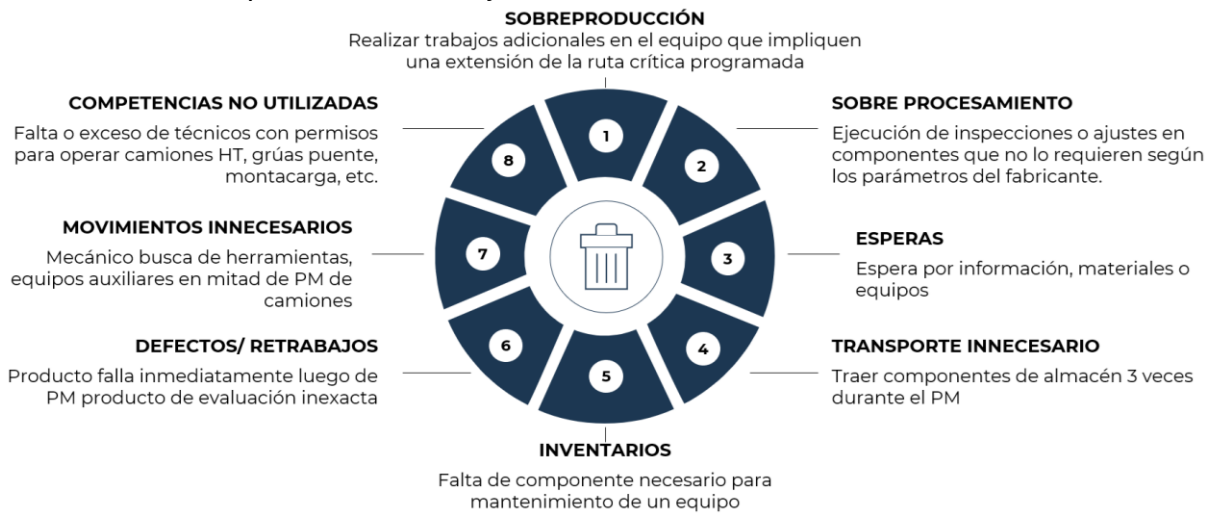 SOBREPRODUCCIÓN
Realizar trabajos adicionales en el equipo que impliquen
una extensión de la ruta crítica programada
1
SOBRE PROCESAMIENTO
Ejecución de inspecciones o ajustes en
componentes que no lo requieren según
los parámetros del fabricante.
2
ESPERAS
Espera por información, materiales o
equipos
3
TRANSPORTE INNECESARIO
Traer componentes de almacén 3 veces
durante el PM
4
INVENTARIOS
Falta de componente necesario para
mantenimiento de un equipo
5
DEFECTOS/ RETRABAJOS
Producto falla inmediatamente luego de
PM producto de evaluación inexacta
6
MOVIMIENTOS INNECESARIOS
Mecánico busca de herramientas,
equipos auxiliares en mitad de PM de
camiones
7
COMPETENCIAS NO UTILIZADAS
Falta o exceso de técnicos con permisos
para operar camiones HT, grúas puente,
montacarga, etc.
8